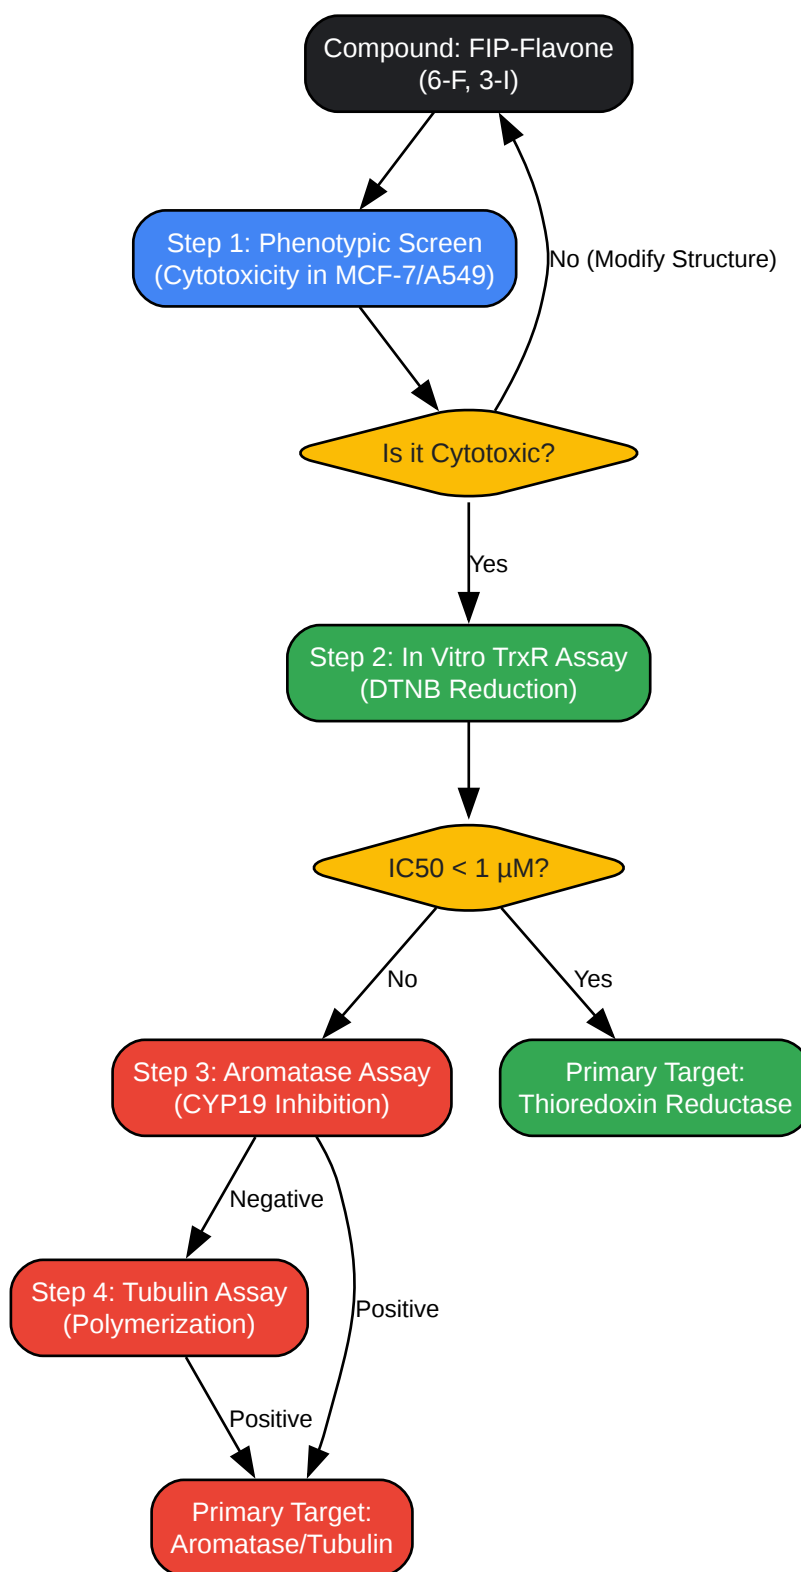 Compound: FIP-Flavone
(6-F, 3-I)
Step 1: Phenotypic Screen
(Cytotoxicity in MCF-7/A549)
No (Modify Structure)
Is it Cytotoxic?
Yes
Step 2: In Vitro TrxR Assay
(DTNB Reduction)
IC50 < 1 µM?
No
Yes
Step 3: Aromatase Assay
(CYP19 Inhibition)
Primary Target:
Thioredoxin Reductase
Negative
Step 4: Tubulin Assay
(Polymerization)
Positive
Positive
Primary Target:
Aromatase/Tubulin